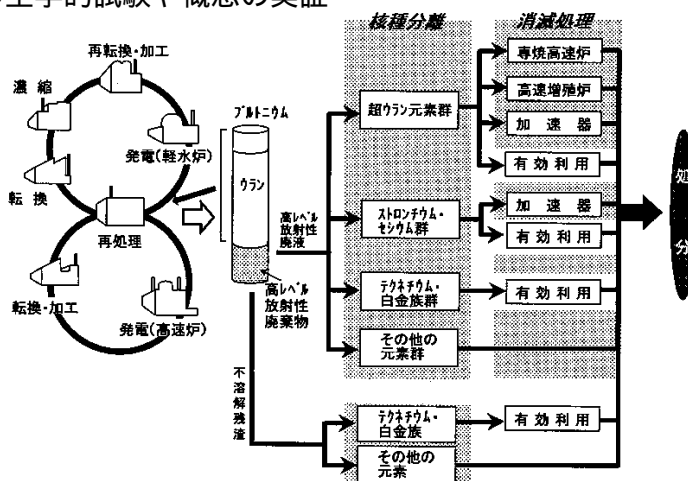 工学的試験や概念の実証
核種分離
消滅処理
再転換・加工
濃縮
転換
発電(軽水炉)
再処理
転換・加工
発電(高速炉)
プルトニウム
ウラン
高レベル
放射性
廃棄物
高レベル
放射性
廃液
不溶解残渣
超ウラン元素群
専焼高速炉
高速増殖炉
加速器
有効利用
ストロンチウム・
セシウム群
加速器
有効利用
テクネチウム・
白金族群
有効利用
その他の
元素群
テクネチウム・
白金族
有効利用
その他の
元素
処分